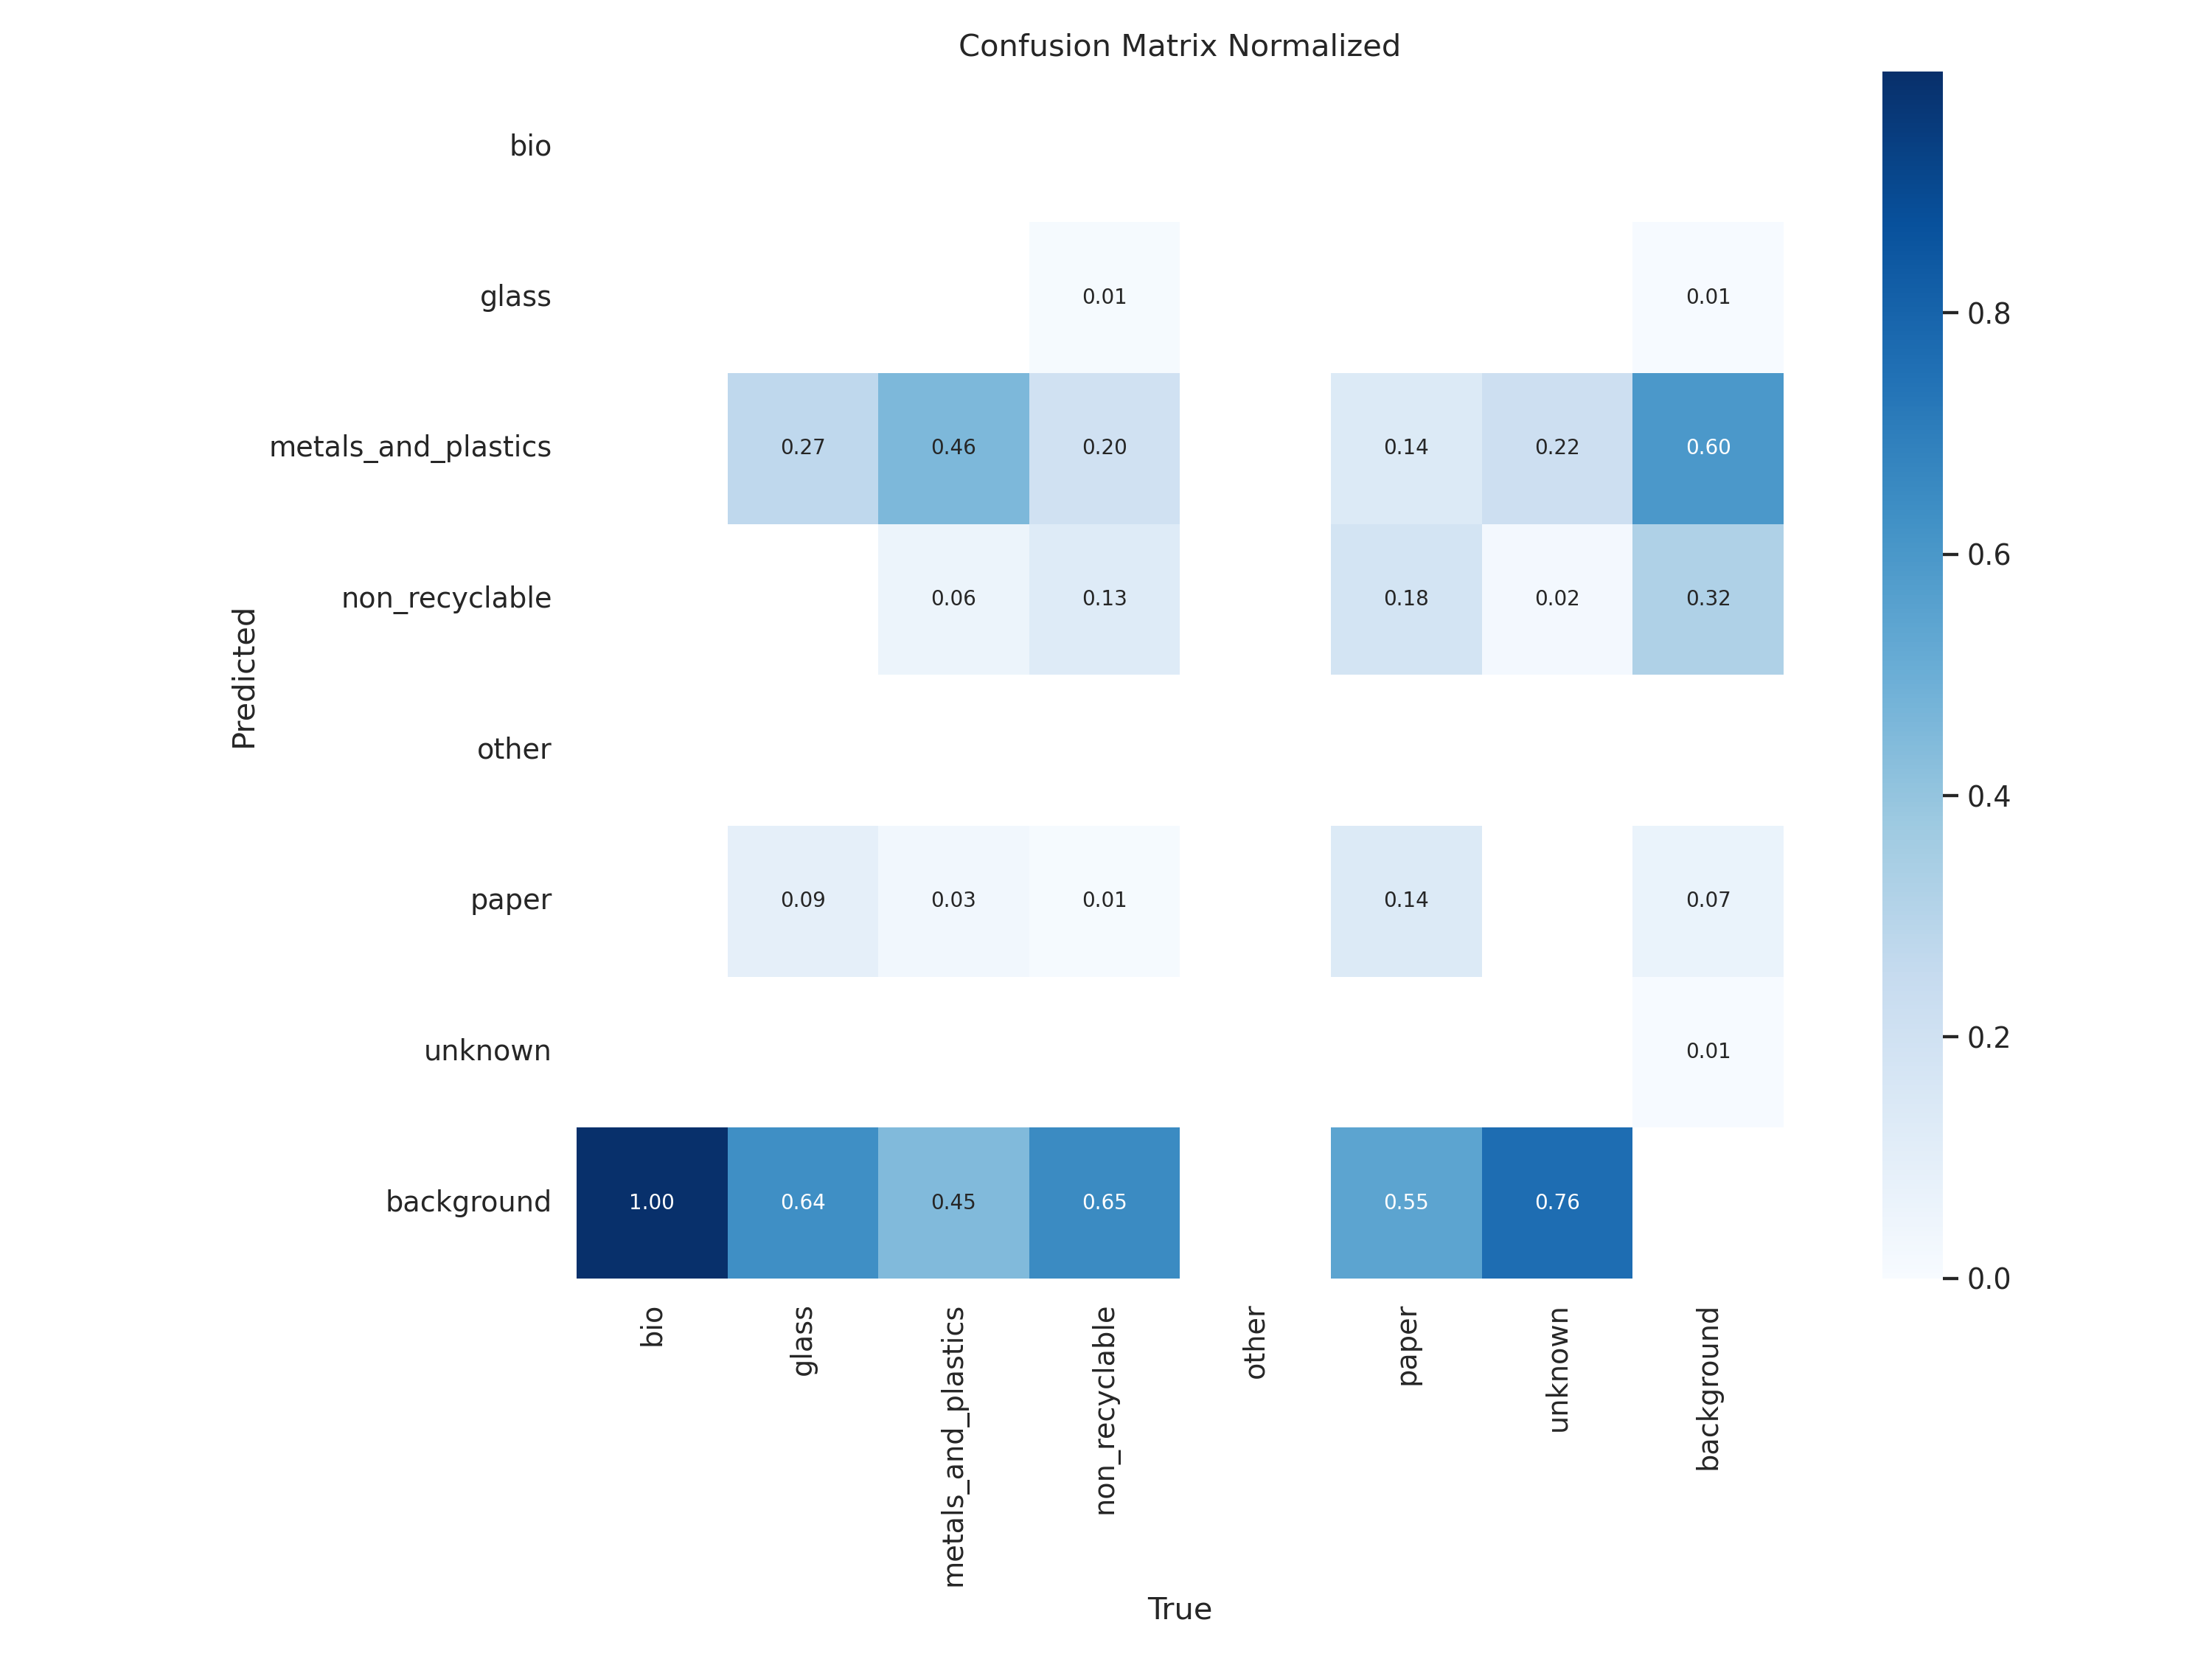 Confusion Matrix Normalized
bio
glass 0.01 0.01
metals_and_plastics 0.27 0.46 0.20 0.14 0.22 0.60
non_recyclable 0.06 0.13 0.18 0.02 0.32
other
paper 0.09 0.03 0.01 0.14 0.07
unknown 0.01
background 1.00 0.64 0.45 0.65 0.55 0.76
Predicted
bio glass metals_and_plastics non_recyclable other paper unknown background
True
0.8
0.6
0.4
0.2
0.0